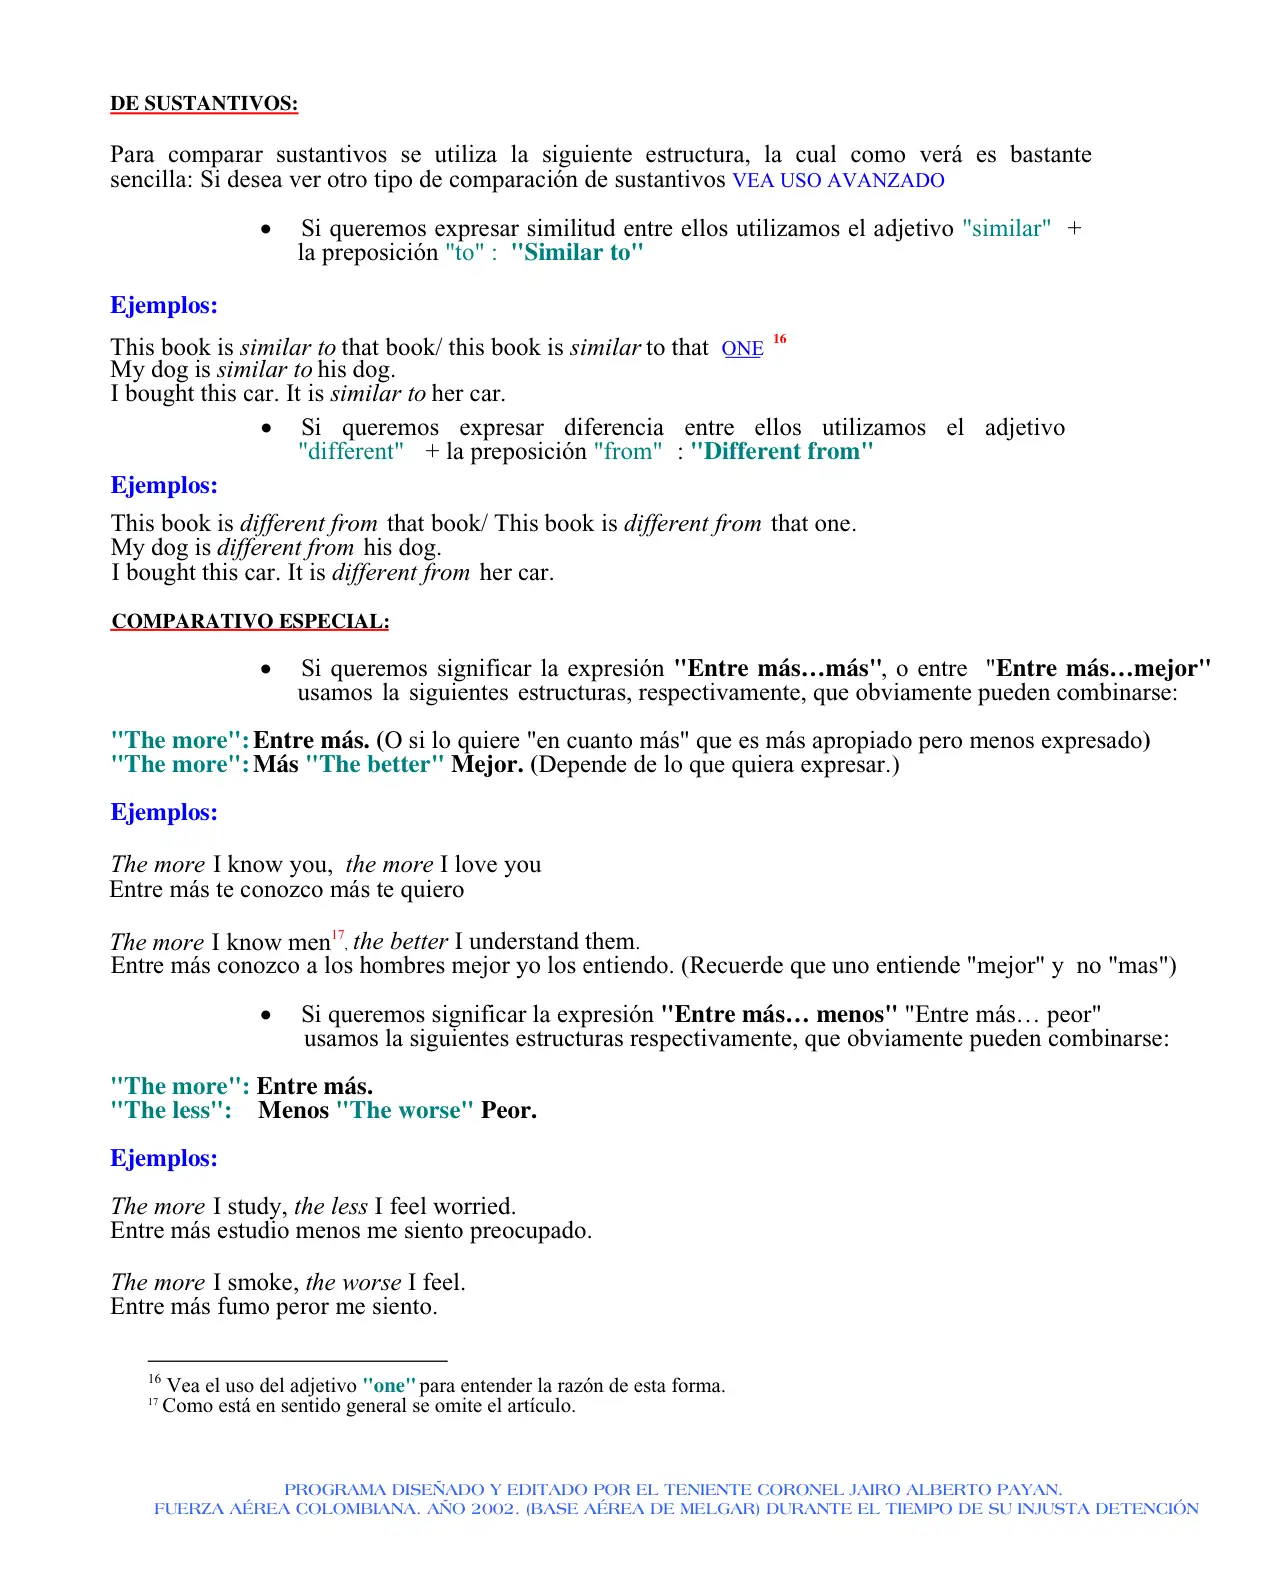 DE SUSTANTIVOS:
Para comparar sustantivos se utiliza la siguiente estructura, la cual como verá es bastante
sencilla: Si desea ver otro tipo de comparación de sustantivos VEA USO AVANZADO
• Si queremos expresar similitud entre ellos utilizamos el adjetivo "similar" +
la preposición "to" : "Similar to"
Ejemplos:
This book is similar to that book/ this book is similar to that ONE 16
My dog is similar to his dog.
I bought this car. It is similar to her car.
• Si queremos expresar diferencia entre ellos utilizamos el adjetivo
"different" + la preposición "from" : "Different from"
Ejemplos:
This book is different from that book/ This book is different from that one.
My dog is different from his dog.
I bought this car. It is different from her car.
COMPARATIVO ESPECIAL:
• Si queremos significar la expresión "Entre más…más", o entre "Entre más…mejor"
usamos la siguientes estructuras, respectivamente, que obviamente pueden combinarse:
"The more": Entre más. (O si lo quiere "en cuanto más" que es más apropiado pero menos expresado)
"The more": Más "The better" Mejor. (Depende de lo que quiera expresar.)
Ejemplos:
The more I know you, the more I love you
Entre más te conozco más te quiero
The more I know men17, the better I understand them.
Entre más conozco a los hombres mejor yo los entiendo. (Recuerde que uno entiende "mejor" y no "mas")
• Si queremos significar la expresión "Entre más… menos" "Entre más… peor"
usamos la siguientes estructuras respectivamente, que obviamente pueden combinarse:
"The more": Entre más.
"The less": Menos "The worse" Peor.
Ejemplos:
The more I study, the less I feel worried.
Entre más estudio menos me siento preocupado.
The more I smoke, the worse I feel.
Entre más fumo peror me siento.
16 Vea el uso del adjetivo "one" para entender la razón de esta forma.
17 Como está en sentido general se omite el artículo.
PROGRAMA DISEÑADO Y EDITADO POR EL TENIENTE CORONEL JAIRO ALBERTO PAYAN.
FUERZA AÉREA COLOMBIANA. AÑO 2002. (BASE AÉREA DE MELGAR) DURANTE EL TIEMPO DE SU INJUSTA DETENCIÓN